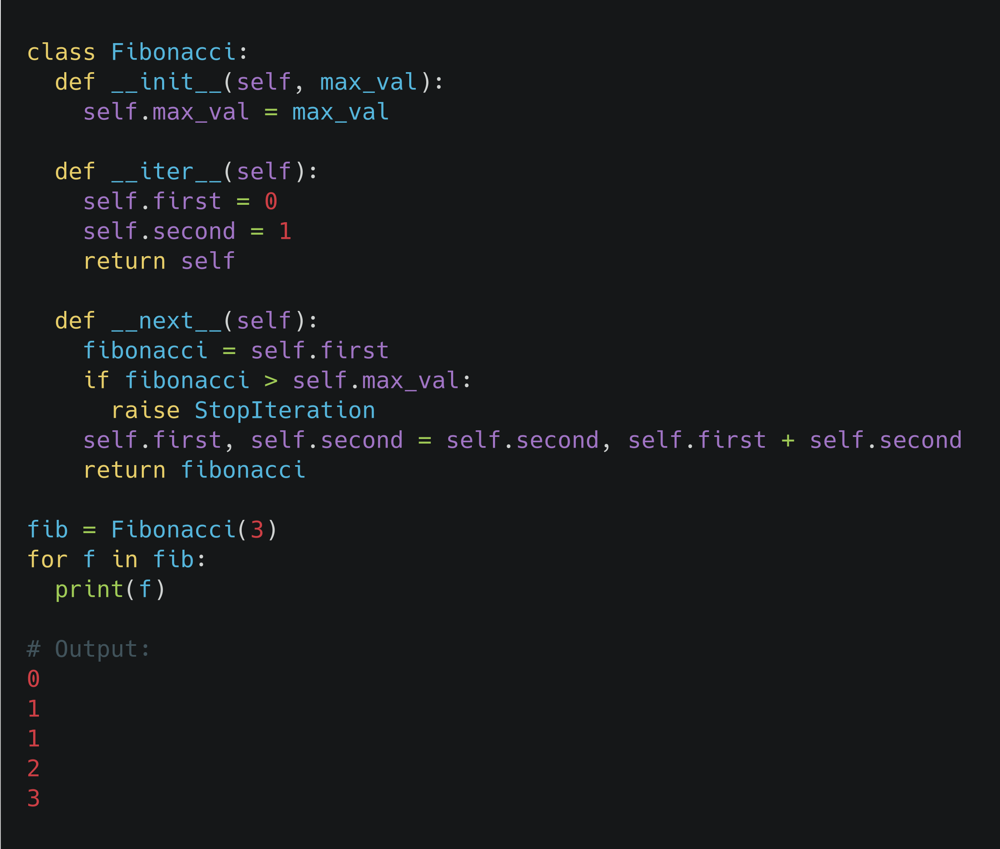 class Fibonacci:
  def __init__(self, max_val):
    self.max_val = max_val

  def __iter__(self):
    self.first = 0
    self.second = 1
    return self

  def __next__(self):
    fibonacci = self.first
    if fibonacci > self.max_val:
      raise StopIteration
    self.first, self.second = self.second, self.first + self.second
    return fibonacci

fib = Fibonacci(3)
for f in fib:
  print(f)

# Output:
0
1
1
2
3